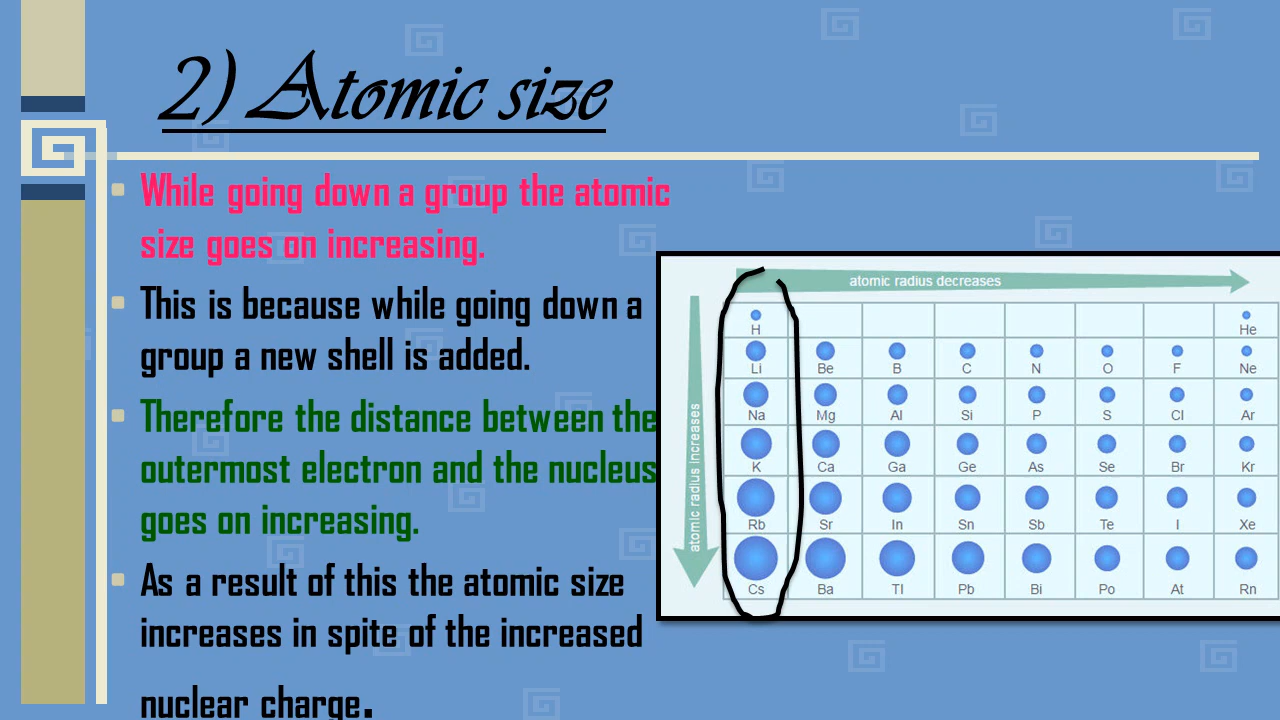 2) Atomic size
While going down a group the atomic
size goes on increasing.
This is because while going down a
group a new shell is added.
Therefore the distance between the
outermost electron and the nucleus
goes on increasing.
As a result of this the atomic size
increases in spite of the increased
nuclear charge.
atomic radius decreases
atomic radius increases
H He
Li Be B C N O F Ne
Na Mg Al Si P S Cl Ar
K Ca Ga Ge As Se Br Kr
Rb Sr In Sn Sb Te I Xe
Cs Ba Tl Pb Bi Po At Rn